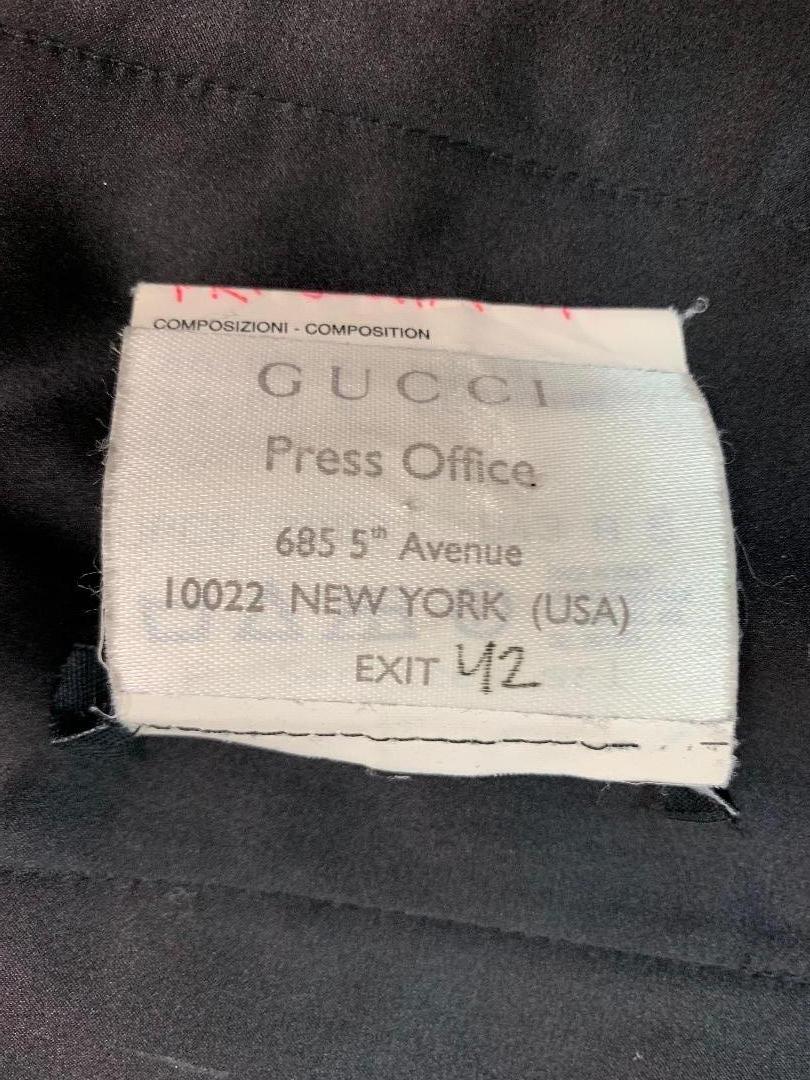 COMPOSIZIONI - COMPOSITION
GUCCI
Press Office
685 5th Avenue
10022 NEW YORK (USA)
EXIT 42